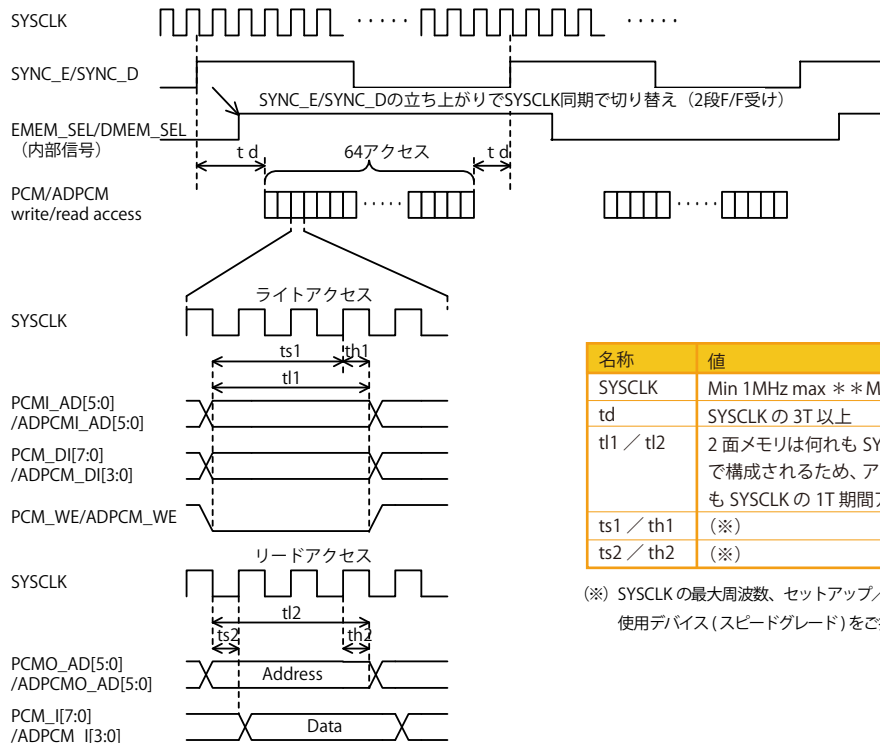 SYSCLK
SYNC_E/SYNC_D
SYNC_E/SYNC_Dの立ち上がりでSYSCLK同期で切り替え（2段F/F受け）
EMEM_SEL/DMEM_SEL
（内部信号）
t d
64アクセス
t d
PCM/ADPCM
write/read access
ライトアクセス
SYSCLK
ts1
th1
tl1
PCMI_AD[5:0]
/ADPCMI_AD[5:0]
PCM_DI[7:0]
/ADPCM_DI[3:0]
PCM_WE/ADPCM_WE
リードアクセス
SYSCLK
tl2
ts2
th2
PCMO_AD[5:0]
/ADPCMO_AD[5:0]
Address
PCM_I[7:0]
/ADPCM_I[3:0]
Data
名称 値
SYSCLK Min 1MHz max ＊＊M
td SYSCLK の 3T 以上
tl1 ／ tl2 2 面メモリは何れも SY
で構成されるため、ア
も SYSCLK の 1T 期間
ts1 ／ th1 （※）
ts2 ／ th2 （※）
（※）SYSCLK の最大周波数、セットアップ／
使用デバイス ( スピードグレード ) をご